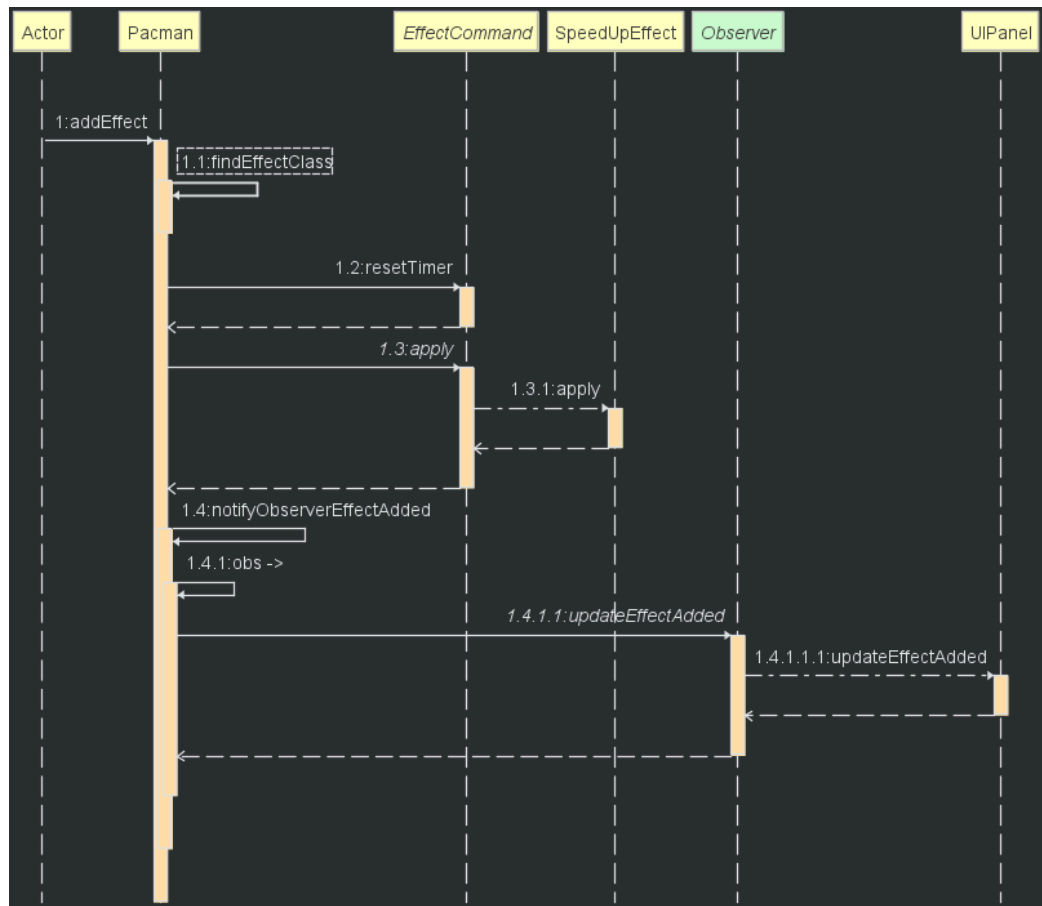 Actor Pacman EffectCommand SpeedUpEffect Observer UIPanel
1:addEffect
1.1:findEffectClass
1.2:resetTimer
1.3:apply
1.3.1:apply
1.4:notifyObserverEffectAdded
1.4.1:obs ->
1.4.1.1:updateEffectAdded
1.4.1.1.1:updateEffectAdded